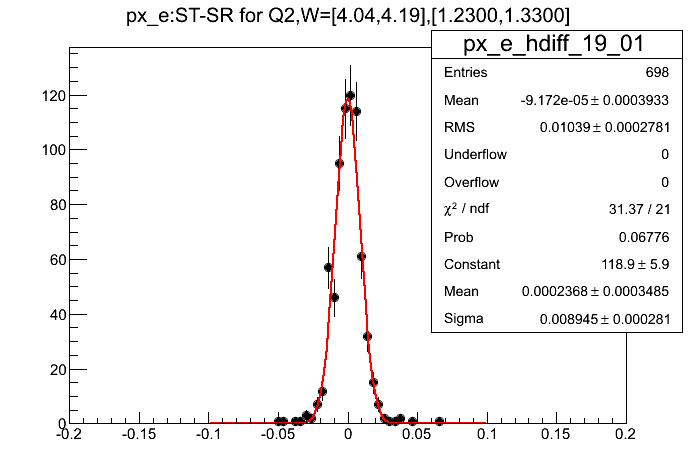 px_e:ST-SR for Q2,W=[4.04,4.19],[1.2300,1.3300]
px_e_hdiff_19_01
Entries 698
Mean -9.172e-05 ± 0.0003933
RMS 0.01039 ± 0.0002781
Underflow 0
Overflow 0
χ² / ndf 31.37 / 21
Prob 0.06776
Constant 118.9 ± 5.9
Mean 0.0002368 ± 0.0003485
Sigma 0.008945 ± 0.000281
120
100
80
60
40
20
0
-0.2 -0.15 -0.1 -0.05 0 0.05 0.1 0.15 0.2